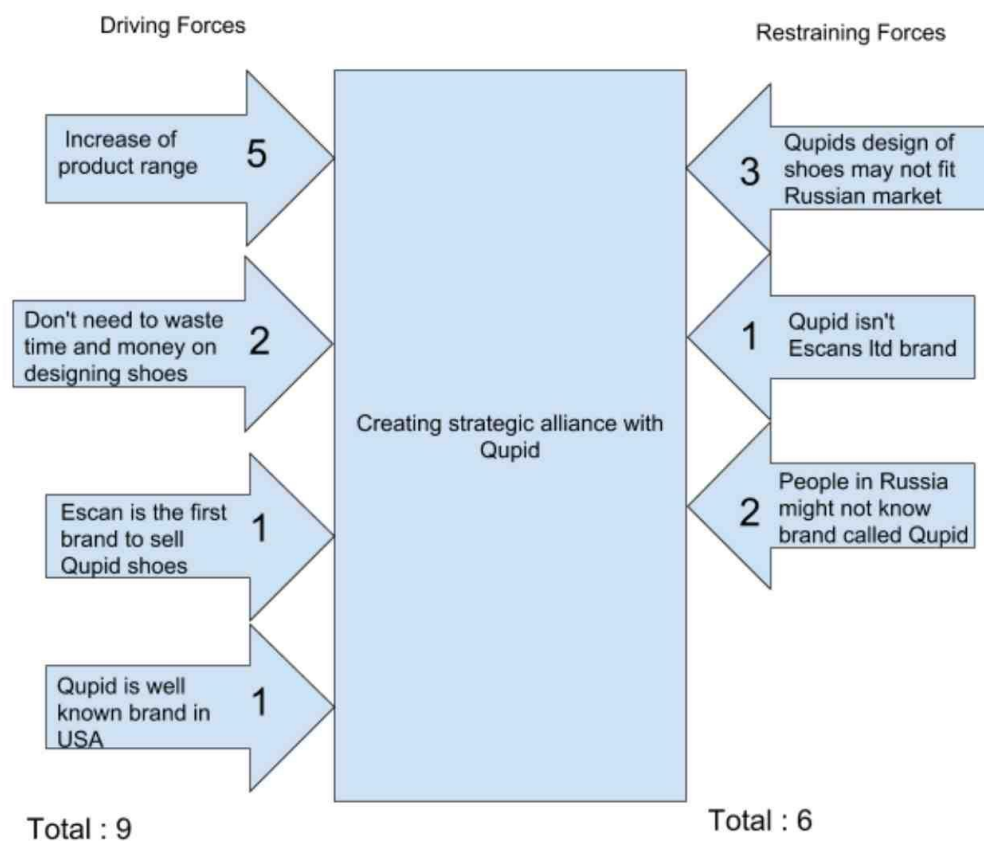 Driving Forces
Restraining Forces
Increase of
product range
5
Don't need to waste
time and money on
designing shoes
2
Escan is the first
brand to sell
Qupid shoes
1
Qupid is well
known brand in
USA
1
Creating strategic alliance with
Qupid
3
Qupids design of
shoes may not fit
Russian market
1
Qupid isn't
Escans ltd brand
2
People in Russia
might not know
brand called Qupid
Total : 9
Total : 6